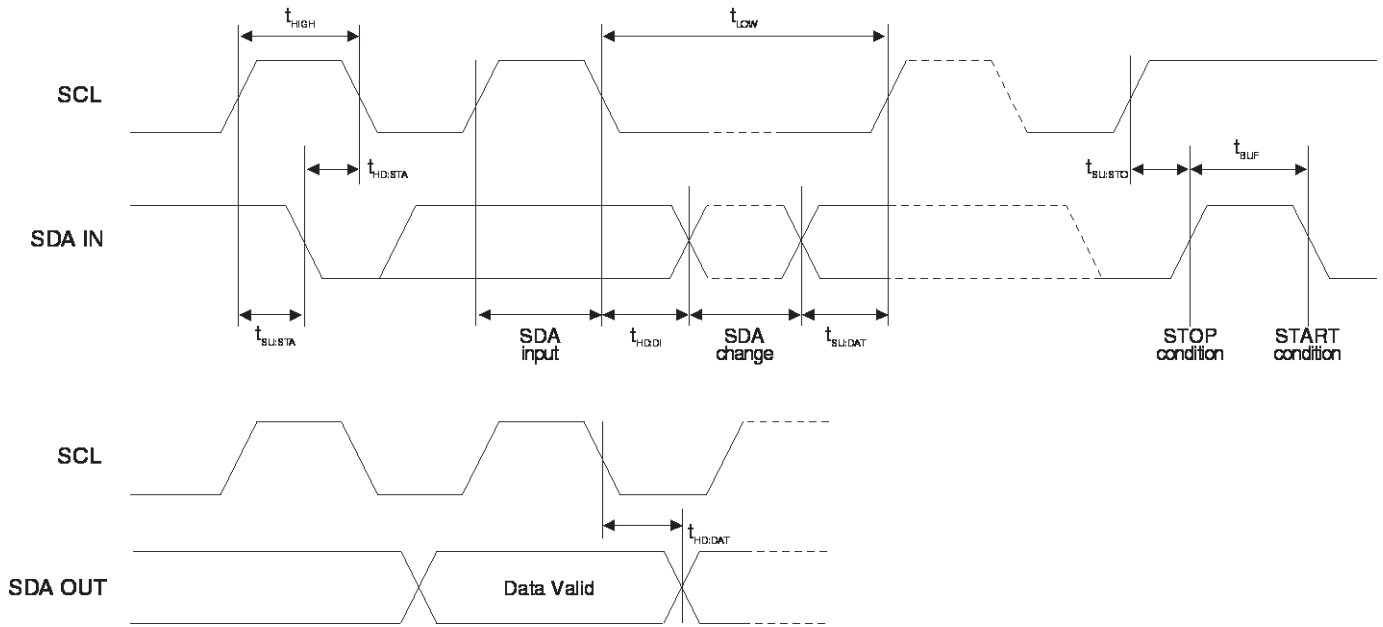 tHIGH
tLOW
SCL
tHD:STA
tSU:STO
tBUF
SDA IN
tSU:STA
SDA
input
tHD:DI
SDA
change
tSU:DAT
STOP
condition
START
condition
SCL
tHD:DAT
SDA OUT
Data Valid